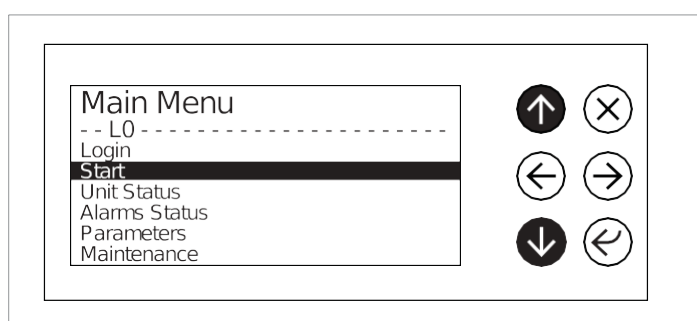 Main Menu
- - L0 - - - - - - - - - - - - - - - - - - - - - -
Login
Start
Unit Status
Alarms Status
Parameters
Maintenance